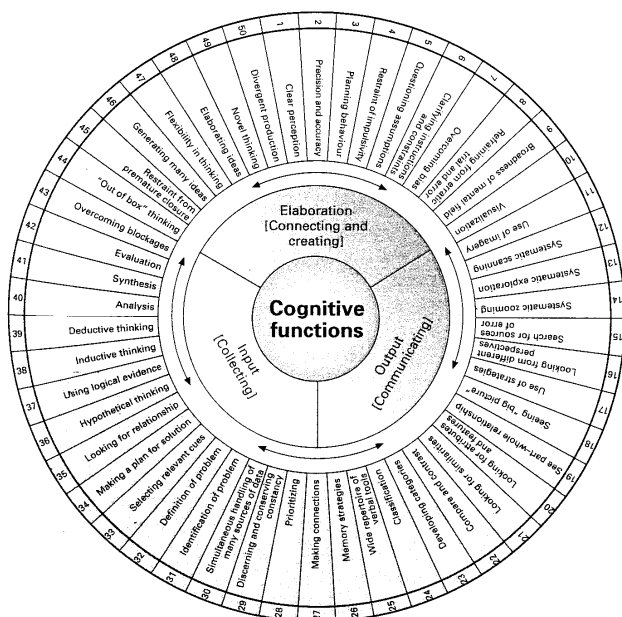 Cognitive
functions
Elaboration
[Connecting and
creating]
Output
[Communicating]
Input
[Collecting]
1
Clear perception
2
Precision and accuracy
3
Planning behaviour
4
Restraint of impulsivity
5
Questioning assumptions
6
Clarifying instructions
and constraints
7
Overcoming bias
8
Refraining from erratic
trial and error
9
Broadness of mental field
10
Visualization
11
Use of imagery
12
Systematic scanning
13
Systematic exploration
14
Systematic zooming
15
Search for sources
of error
16
Looking from different
perspectives
17
Use of strategies
18
Seeing "big picture"
19
See part–whole relationship
20
Looking for attributes
and features
21
Looking for similarities
22
Compare and contrast
23
Developing categories
24
Classification
25
Wide repertoire of
verbal tools
26
Memory strategies
27
Making connections
28
Prioritizing
29
Discerning and conserving
constancy
30
Simultaneous handling of
many sources of data
31
Identification of problem
32
Definition of problem
33
Selecting relevant cues
34
Making a plan for solution
35
Looking for relationship
36
Hypothetical thinking
37
Using logical evidence
38
Inductive thinking
39
Deductive thinking
40
Analysis
41
Synthesis
42
Evaluation
43
Overcoming blockages
44
"Out of box" thinking
45
Restraint from
premature closure
46
Generating many ideas
47
Flexibility in thinking
48
Elaborating ideas
49
Novel thinking
50
Divergent production